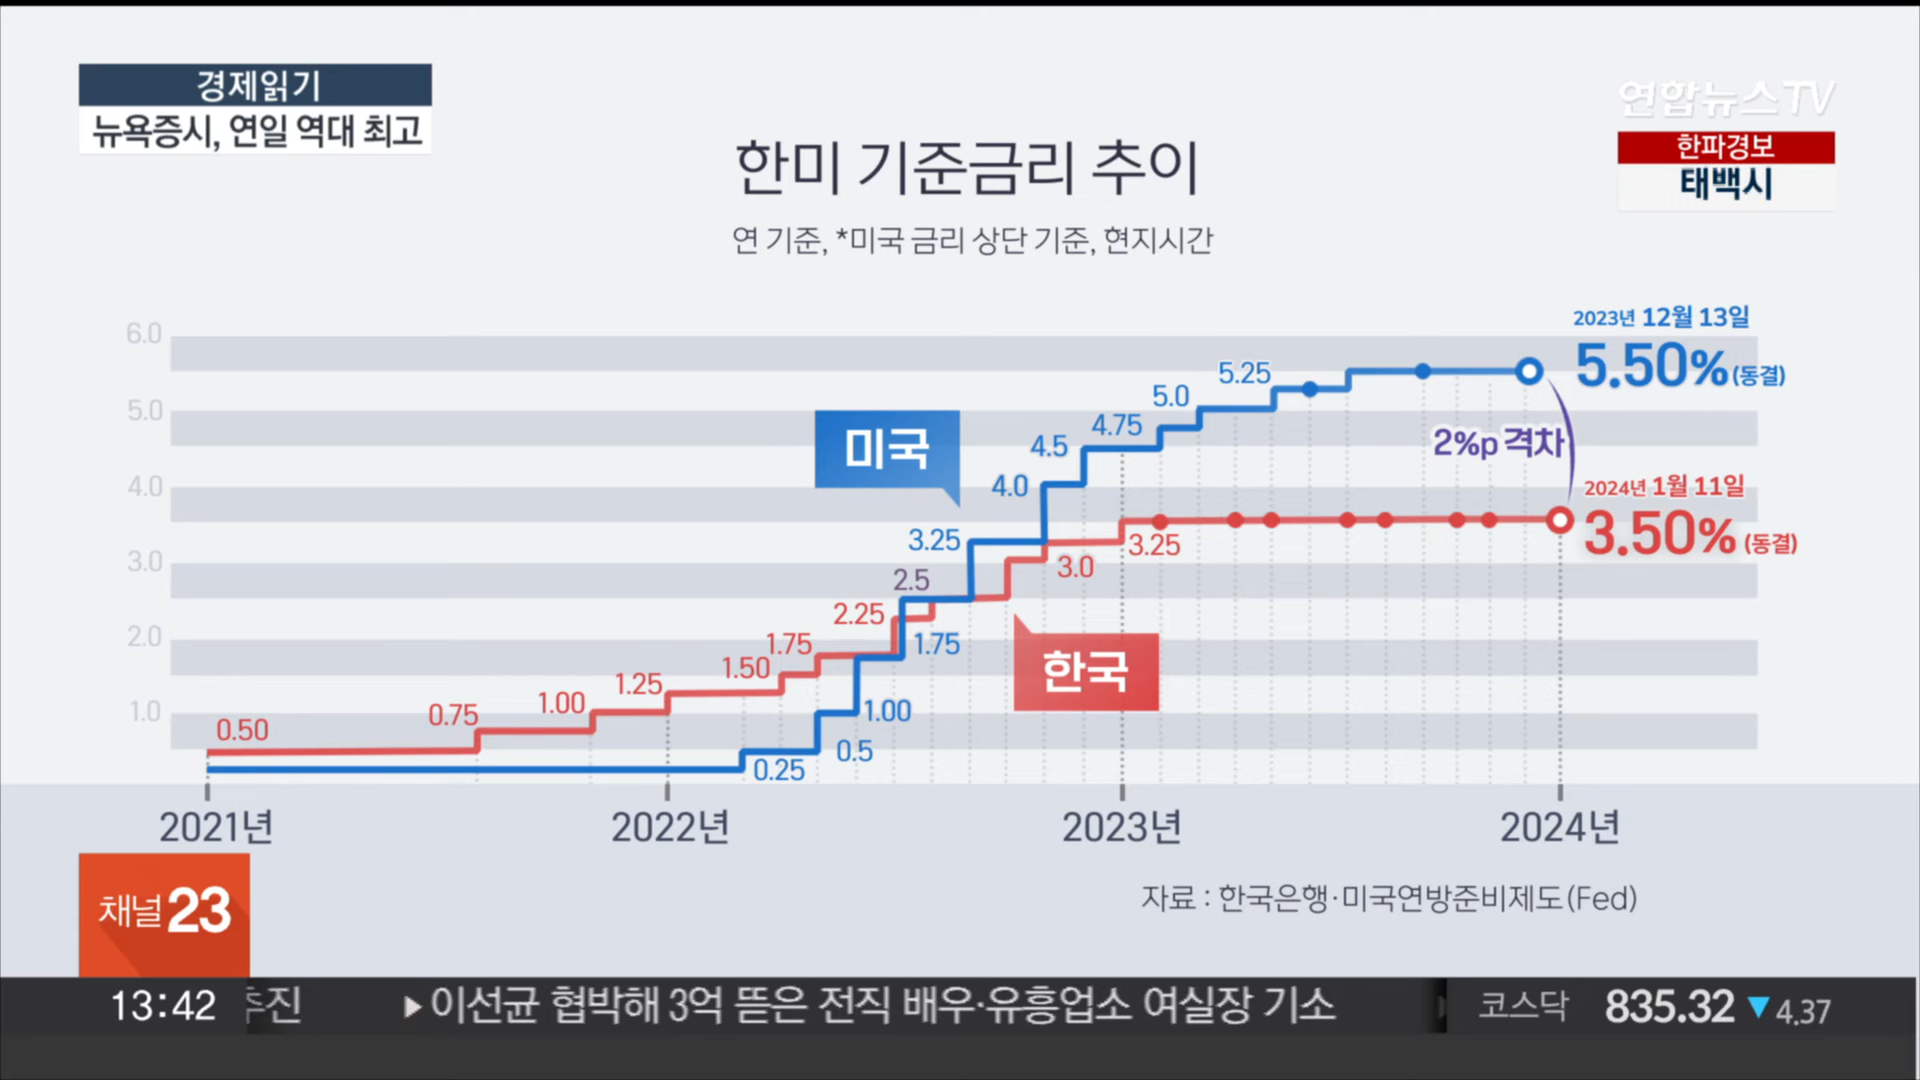 경제읽기
뉴욕증시, 연일 역대 최고
연합뉴스TV
한파경보
태백시
한미 기준금리 추이
연 기준, *미국 금리 상단 기준, 현지시간
6.0
5.0
4.0
3.0
2.0
1.0
미국
0.25
0.5
1.00
1.75
2.5
3.25
4.0
4.5
4.75
5.0
5.25
2023년 12월 13일
5.50% (동결)
2%p 격차
한국
0.50
0.75
1.00
1.25
1.50
1.75
2.25
3.0
3.25
2024년 1월 11일
3.50% (동결)
2021년
2022년
2023년
2024년
자료 : 한국은행·미국연방준비제도(Fed)
채널 23
13:42
추진 ▶이선균 협박해 3억 뜯은 전직 배우·유흥업소 여실장 기소
코스닥 835.32 ▼ 4.37